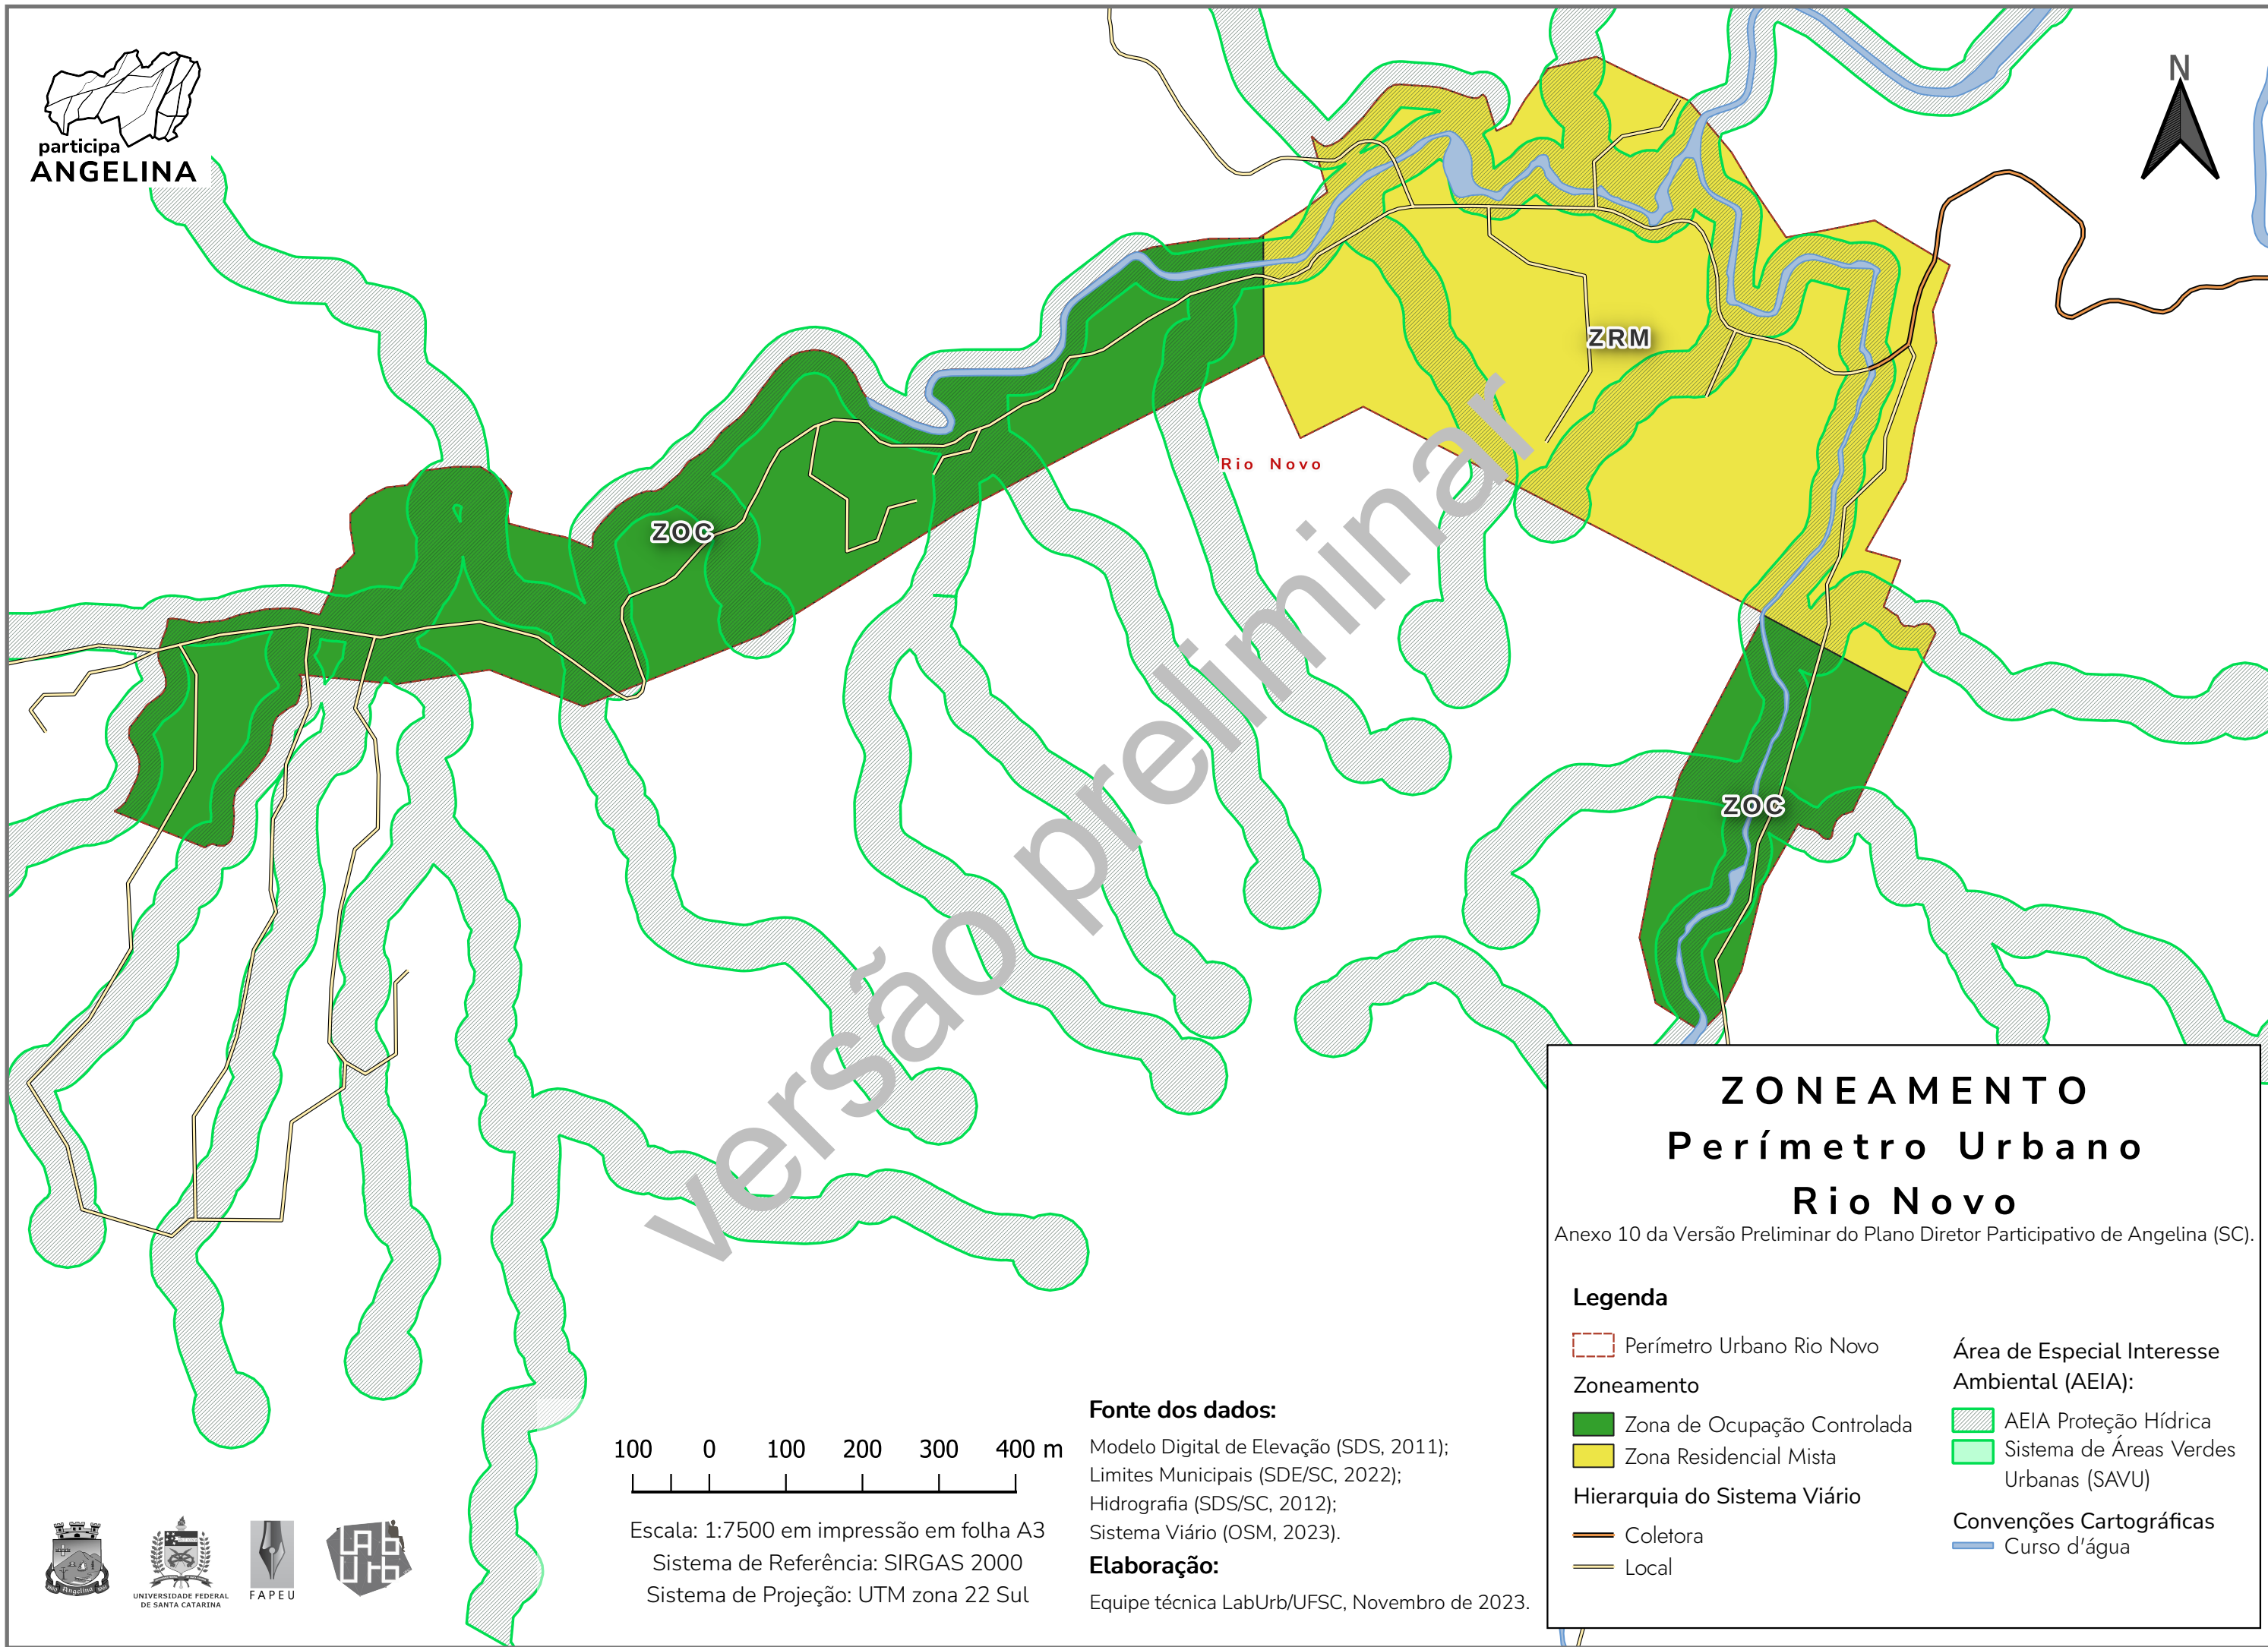 participa
ANGELINA
N
ZRM
Rio Novo
ZOC
ZOC
versão preliminar
ZONEAMENTO
Perímetro Urbano
Rio Novo
Anexo 10 da Versão Preliminar do Plano Diretor Participativo de Angelina (SC).
Legenda
Perímetro Urbano Rio Novo
Zoneamento
Zona de Ocupação Controlada
Zona Residencial Mista
Hierarquia do Sistema Viário
Coletora
Local
Área de Especial Interesse
Ambiental (AEIA):
AEIA Proteção Hídrica
Sistema de Áreas Verdes
Urbanas (SAVU)
Convenções Cartográficas
Curso d'água
100 0 100 200 300 400 m
Escala: 1:7500 em impressão em folha A3
Sistema de Referência: SIRGAS 2000
Sistema de Projeção: UTM zona 22 Sul
Fonte dos dados:
Modelo Digital de Elevação (SDS, 2011);
Limites Municipais (SDE/SC, 2022);
Hidrografia (SDS/SC, 2012);
Sistema Viário (OSM, 2023).
Elaboração:
Equipe técnica LabUrb/UFSC, Novembro de 2023.
Angelina
UNIVERSIDADE FEDERAL
DE SANTA CATARINA
FAPEU
LAB
URB